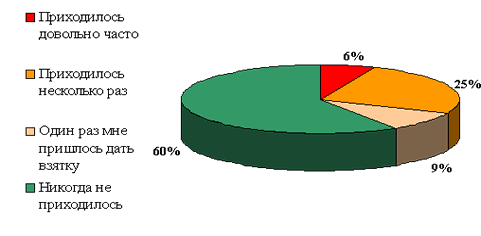 Приходилось
довольно часто
Приходилось
несколько раз
Один раз мне
пришлось дать
взятку
Никогда не
приходилось
6%
25%
9%
60%